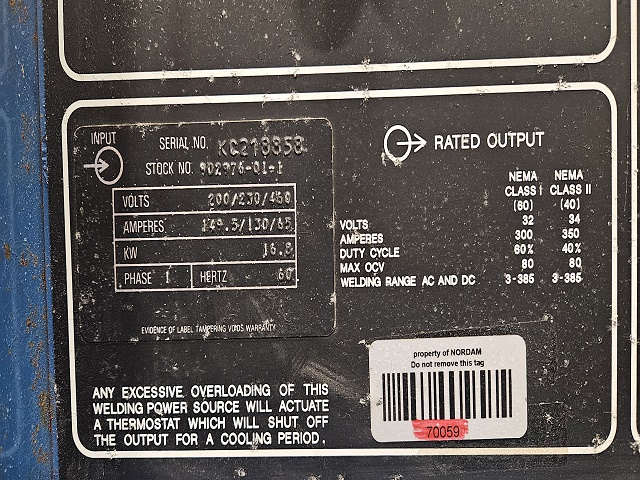 INPUT
SERIAL NO. KC218858
STOCK NO. 902976-01-1
VOLTS 200/230/460
AMPERES 149.5/130/65
KW 16.8
PHASE 1 HERTZ 60
EVIDENCE OF LABEL TAMPERING VOIDS WARRANTY
RATED OUTPUT
NEMA NEMA
CLASS I CLASS II
(60) (40)
VOLTS 32 34
AMPERES 300 350
DUTY CYCLE 60% 40%
MAX OCV 80 80
WELDING RANGE AC AND DC 3-385 3-385
ANY EXCESSIVE OVERLOADING OF THIS
WELDING POWER SOURCE WILL ACTUATE
A THERMOSTAT WHICH WILL SHUT OFF
THE OUTPUT FOR A COOLING PERIOD.
property of NORDAM
Do not remove this tag
70059